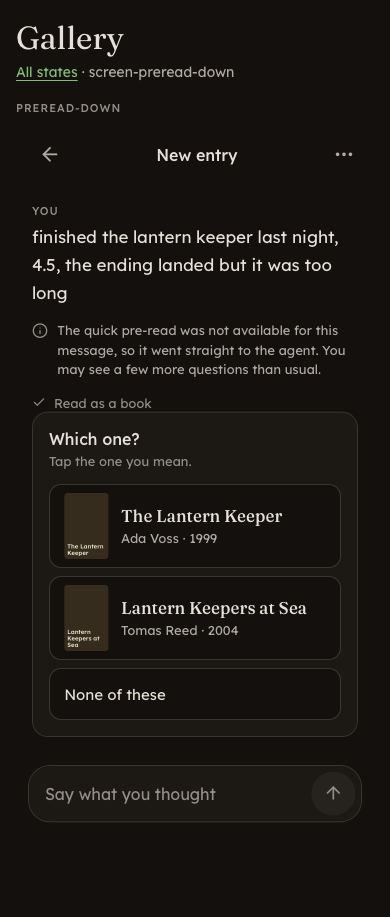 Gallery
All states · screen-preread-down
PREREAD-DOWN
New entry
YOU
finished the lantern keeper last night,
4.5, the ending landed but it was too
long
The quick pre-read was not available for this
message, so it went straight to the agent. You
may see a few more questions than usual.
Read as a book
Which one?
Tap the one you mean.
The Lantern
Keeper
The Lantern Keeper
Ada Voss · 1999
Lantern
Keepers at
Sea
Lantern Keepers at Sea
Tomas Reed · 2004
None of these
Say what you thought